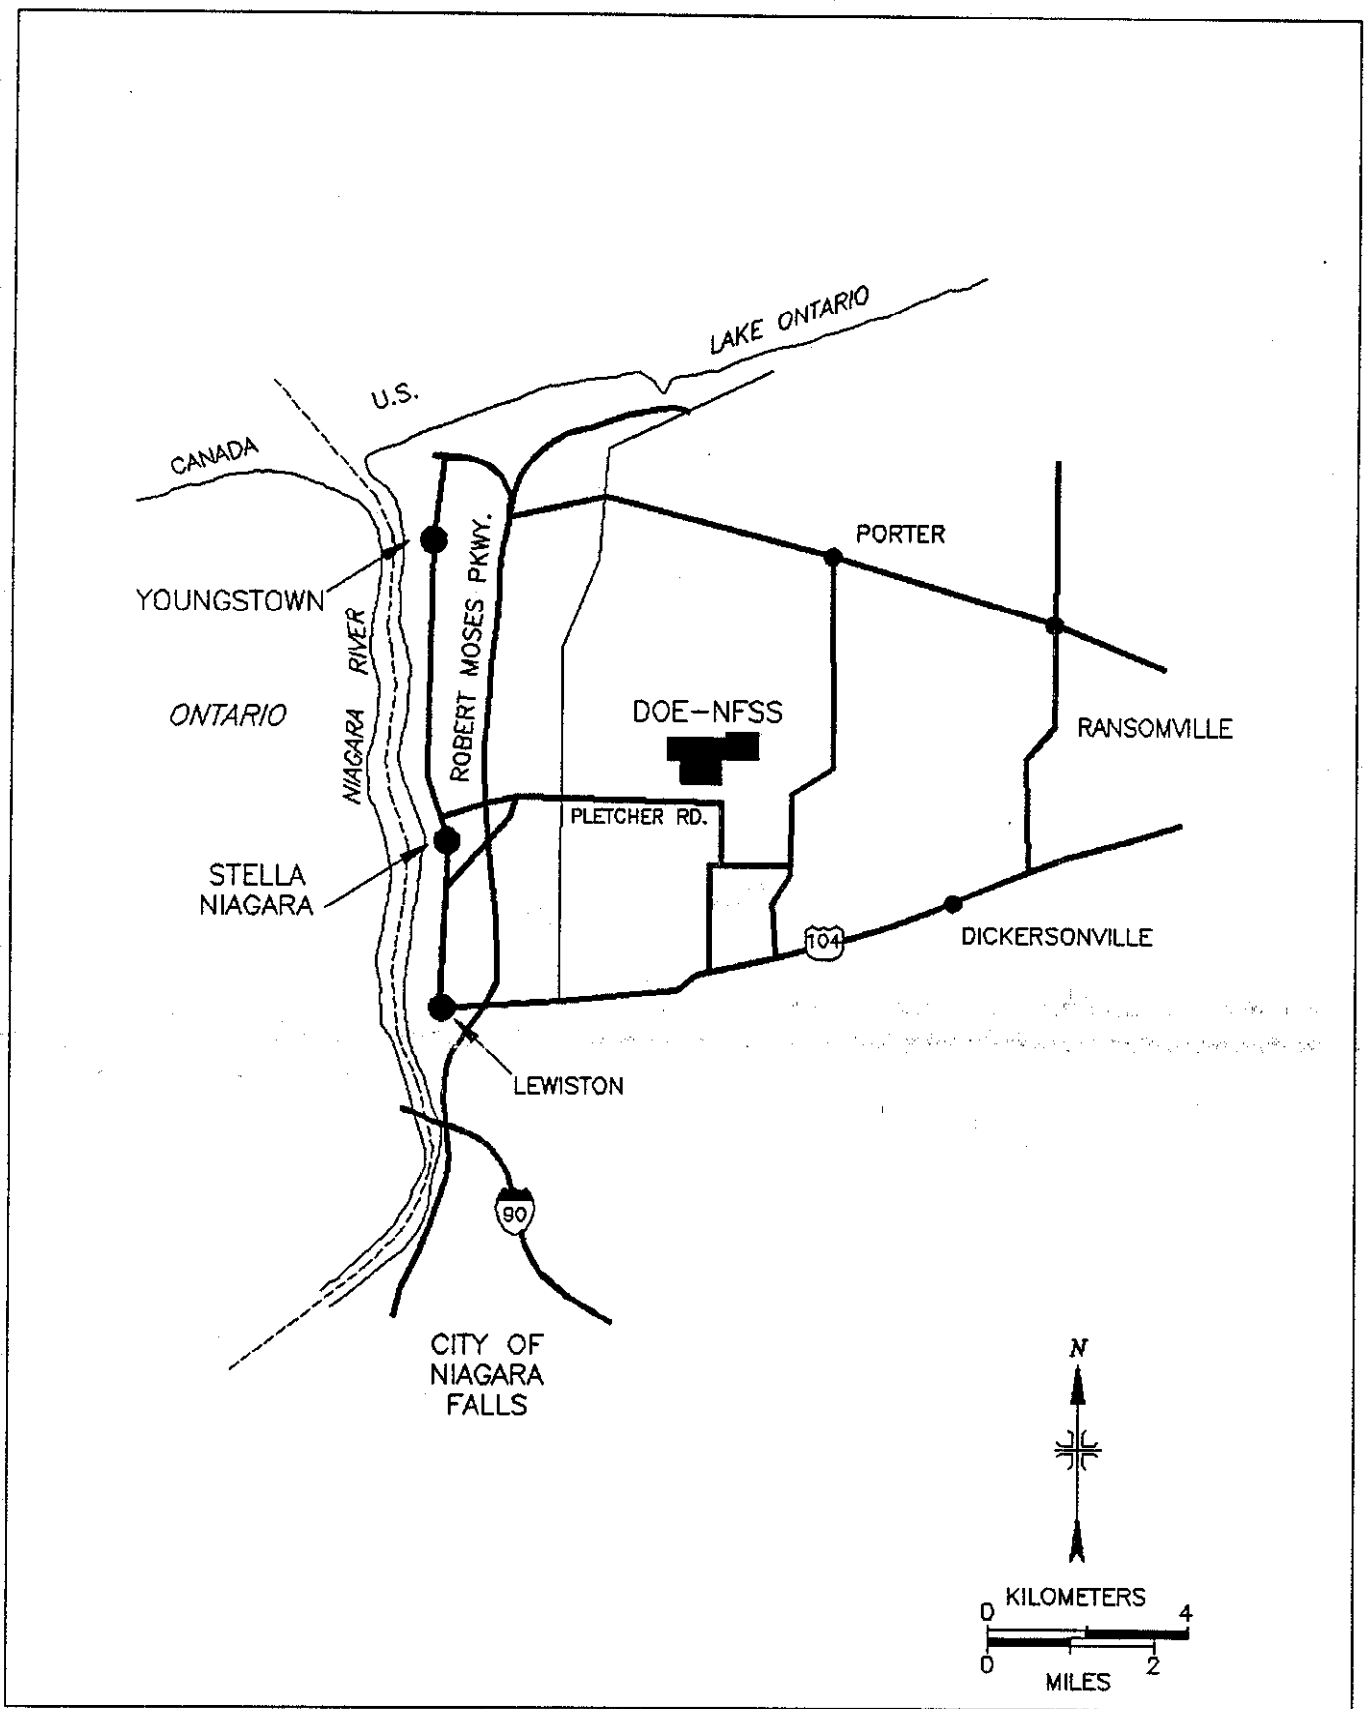 LAKE ONTARIO
U.S.
CANADA
YOUNGSTOWN
NIAGARA RIVER
ROBERT MOSES PKWY.
PORTER
ONTARIO
DOE-NFSS
RANSOMVILLE
PLETCHER RD.
STELLA
NIAGARA
104
DICKERSONVILLE
LEWISTON
90
CITY OF
NIAGARA
FALLS
N
KILOMETERS
0 4
0 2
MILES